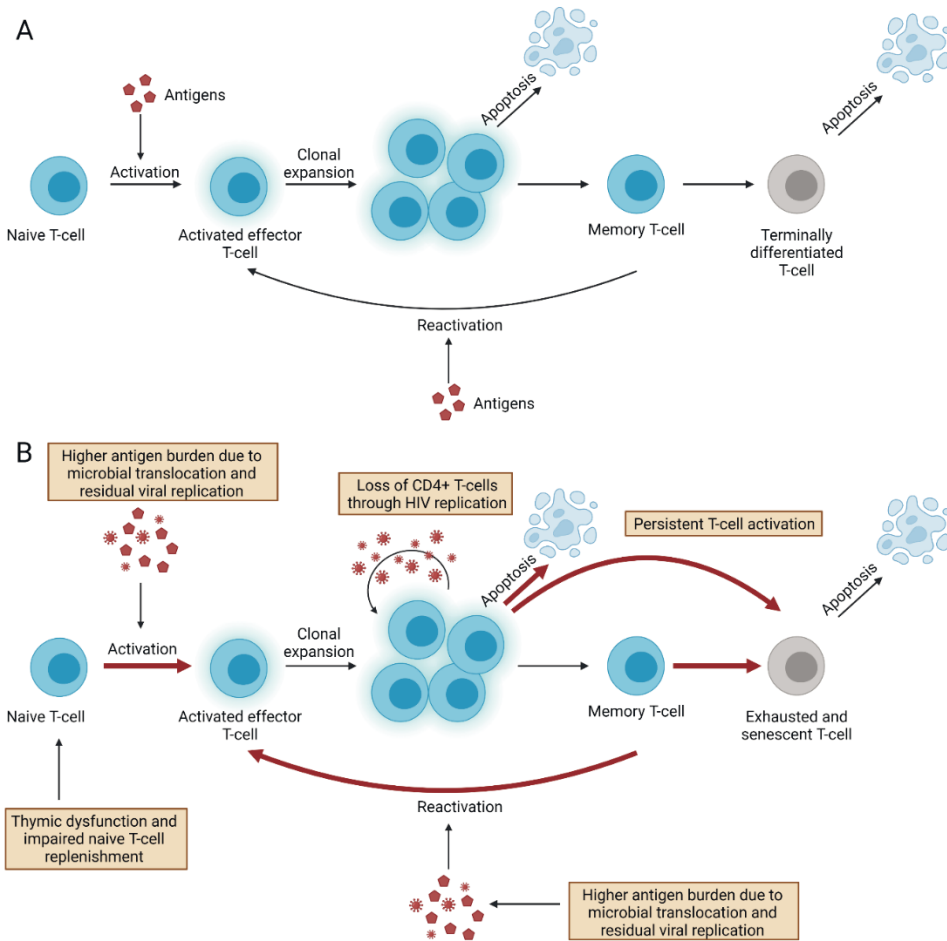 A
Antigens
Apoptosis
Apoptosis
Activation
Clonal
expansion
Naive T-cell
Activated effector
T-cell
Memory T-cell
Terminally
differentiated
T-cell
Reactivation
Antigens
B
Higher antigen burden due to
microbial translocation and
residual viral replication
Loss of CD4+ T-cells
through HIV replication
Persistent T-cell activation
Apoptosis
Apoptosis
Activation
Clonal
expansion
Naive T-cell
Activated effector
T-cell
Memory T-cell
Exhausted and
senescent T-cell
Reactivation
Thymic dysfunction and
impaired naive T-cell
replenishment
Higher antigen burden due to
microbial translocation and
residual viral replication